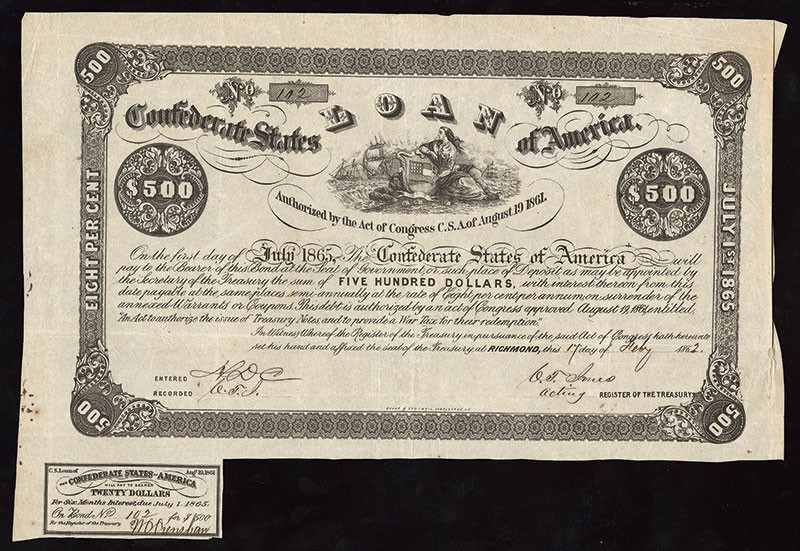 500
500
No 102
LOAN
No 102
Confederate States
of America.
$500
$500
Authorized by the Act of Congress C.S.A. of August 19 1861.
EIGHT PER CENT
JULY 1ST 1865
On the first day of July 1865, The Confederate States of America will
pay to the Bearer of this Bond at the Seat of Government, or such place of Deposit as may be appointed by
the Secretary of the Treasury the sum of FIVE HUNDRED DOLLARS, with interest thereon from this
date payable at the same places, semi-annually at the rate of Eight per cent per annum, on surrender of the
annexed Warrants or Coupons. This debt is authorized by an act of Congress approved August 19, 1861, entitled,
"An Act to authorize the issue of Treasury Notes, and to provide a War Tax for their redemption."
In Witness Whereof the Register of the Treasury in pursuance of the said Act of Congress hath hereunto
set his hand and affixed the seal of the Treasury at RICHMOND, this 17 day of Feby 1862.
ENTERED
RECORDED
C. T. Jones
Acting REGISTER OF THE TREASURY
500
500
C.S. Loan of Augt. 19, 1861
THE CONFEDERATE STATES OF AMERICA
WILL PAY TO BEARER
TWENTY DOLLARS
For Six Months Interest, due July 1. 1865.
On Bond No 102 for $500
For the Register of the Treasury.